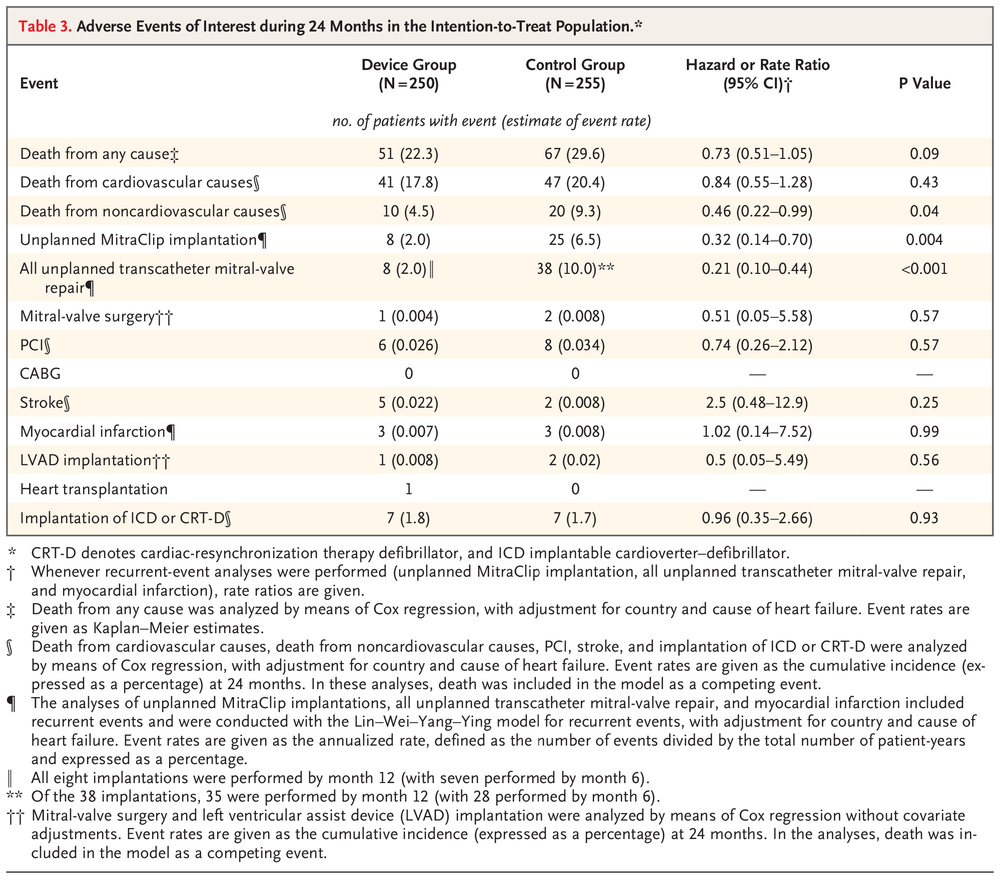 Table 3. Adverse Events of Interest during 24 Months in the Intention-to-Treat Population.*
Event
Device Group
(N=250)
Control Group
(N=255)
Hazard or Rate Ratio
(95% CI)†
P Value
no. of patients with event (estimate of event rate)
Death from any cause‡ 51 (22.3) 67 (29.6) 0.73 (0.51–1.05) 0.09
Death from cardiovascular causes§ 41 (17.8) 47 (20.4) 0.84 (0.55–1.28) 0.43
Death from noncardiovascular causes§ 10 (4.5) 20 (9.3) 0.46 (0.22–0.99) 0.04
Unplanned MitraClip implantation¶ 8 (2.0) 25 (6.5) 0.32 (0.14–0.70) 0.004
All unplanned transcatheter mitral-valve 8 (2.0)‖ 38 (10.0)** 0.21 (0.10–0.44) <0.001
repair¶
Mitral-valve surgery†† 1 (0.004) 2 (0.008) 0.51 (0.05–5.58) 0.57
PCI§ 6 (0.026) 8 (0.034) 0.74 (0.26–2.12) 0.57
CABG 0 0 — —
Stroke§ 5 (0.022) 2 (0.008) 2.5 (0.48–12.9) 0.25
Myocardial infarction¶ 3 (0.007) 3 (0.008) 1.02 (0.14–7.52) 0.99
LVAD implantation†† 1 (0.008) 2 (0.02) 0.5 (0.05–5.49) 0.56
Heart transplantation 1 0 — —
Implantation of ICD or CRT-D§ 7 (1.8) 7 (1.7) 0.96 (0.35–2.66) 0.93
* CRT-D denotes cardiac-resynchronization therapy defibrillator, and ICD implantable cardioverter–defibrillator.
† Whenever recurrent-event analyses were performed (unplanned MitraClip implantation, all unplanned transcatheter mitral-valve repair,
and myocardial infarction), rate ratios are given.
‡ Death from any cause was analyzed by means of Cox regression, with adjustment for country and cause of heart failure. Event rates are
given as Kaplan–Meier estimates.
§ Death from cardiovascular causes, death from noncardiovascular causes, PCI, stroke, and implantation of ICD or CRT-D were analyzed
by means of Cox regression, with adjustment for country and cause of heart failure. Event rates are given as the cumulative incidence (ex-
pressed as a percentage) at 24 months. In these analyses, death was included in the model as a competing event.
¶ The analyses of unplanned MitraClip implantations, all unplanned transcatheter mitral-valve repair, and myocardial infarction included
recurrent events and were conducted with the Lin–Wei–Yang–Ying model for recurrent events, with adjustment for country and cause of
heart failure. Event rates are given as the annualized rate, defined as the number of events divided by the total number of patient-years
and expressed as a percentage.
‖ All eight implantations were performed by month 12 (with seven performed by month 6).
** Of the 38 implantations, 35 were performed by month 12 (with 28 performed by month 6).
†† Mitral-valve surgery and left ventricular assist device (LVAD) implantation were analyzed by means of Cox regression without covariate
adjustments. Event rates are given as the cumulative incidence (expressed as a percentage) at 24 months. In the analyses, death was in-
cluded in the model as a competing event.